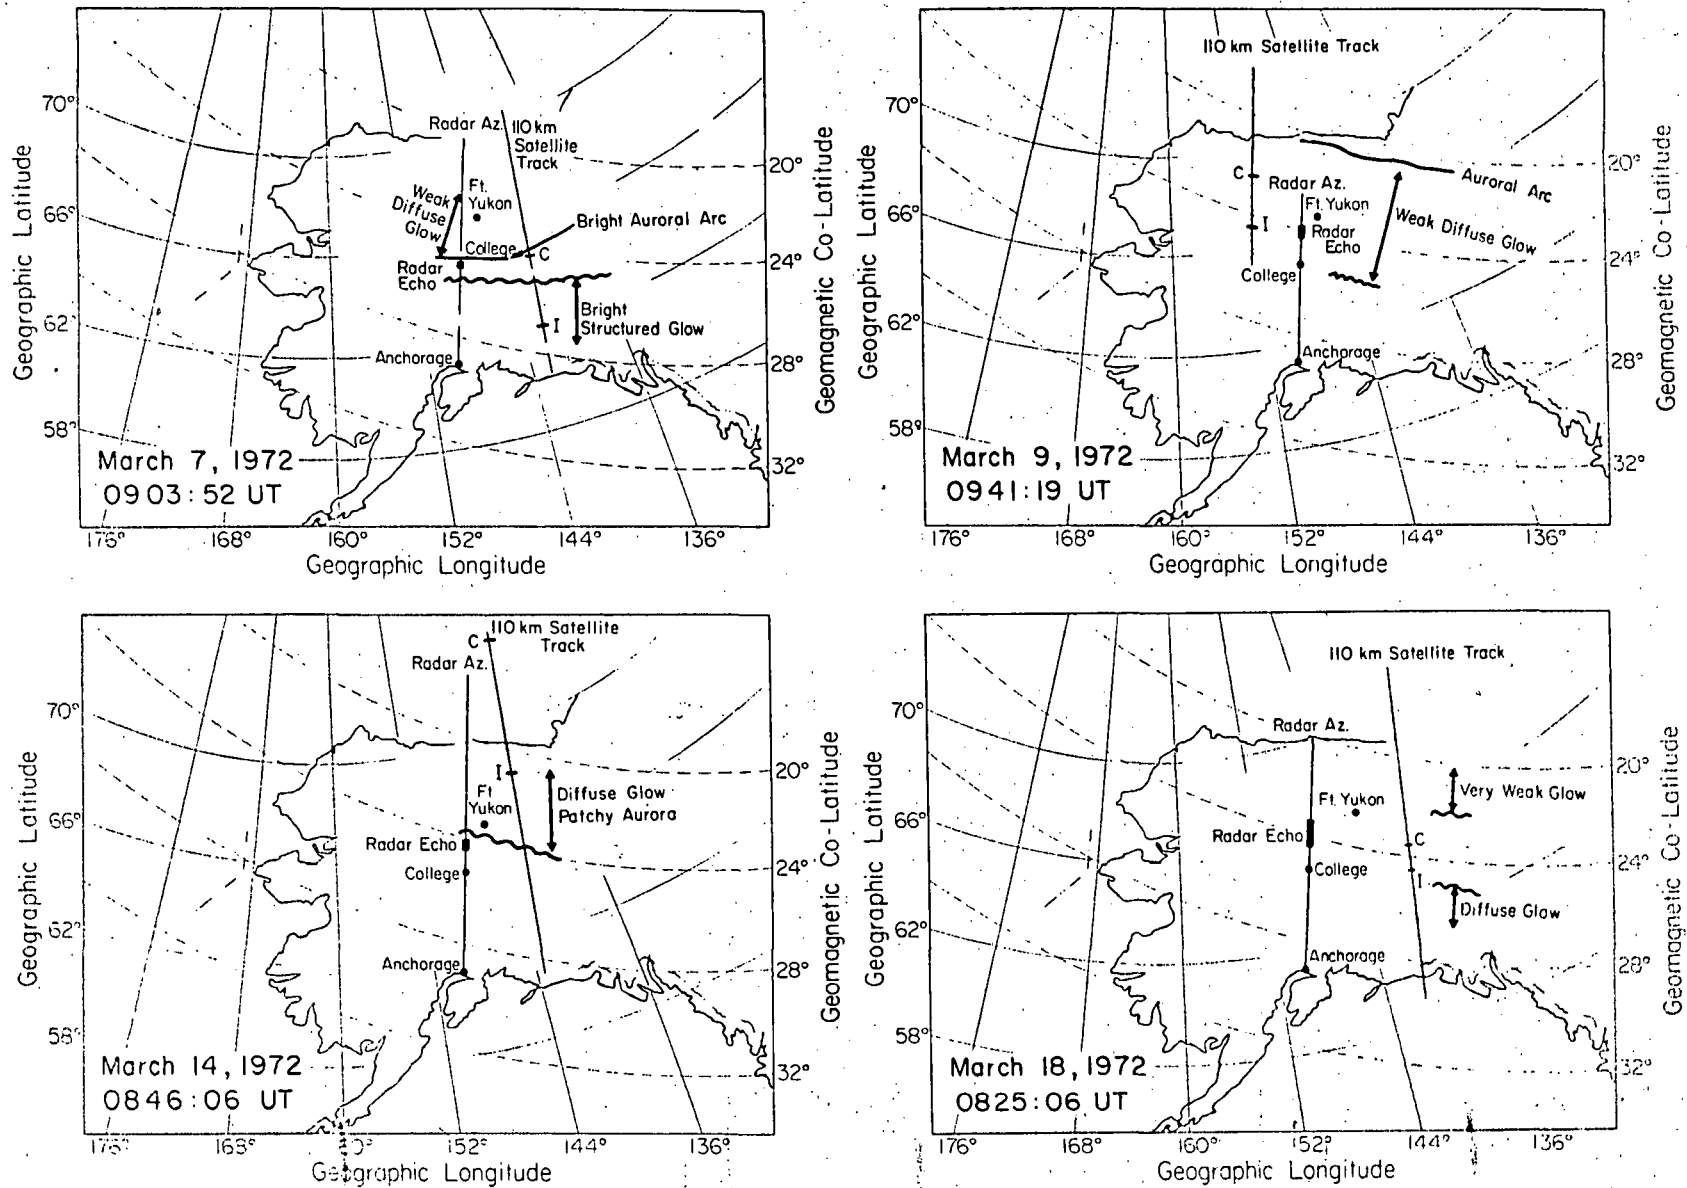 110 km Satellite Track
70°
70°
Radar Az.
110 km
Satellite
Track
20°
20°
C
Radar Az.
Auroral Arc
Weak
Diffuse
Glow
Ft.
Yukon
Ft. Yukon
Weak Diffuse Glow
66°
66°
Bright Auroral Arc
I
Radar
Echo
College
C
24°
24°
Radar
Echo
College
Bright
Structured Glow
62°
I
62°
Anchorage
28°
Anchorage
28°
58°
58°
March 7, 1972
0903:52 UT
32°
March 9, 1972
0941:19 UT
32°
Geographic Latitude
Geomagnetic Co-Latitude
Geographic Latitude
Geomagnetic Co-Latitude
176° 168° 160° 152° 144° 136°
Geographic Longitude
176° 168° 160° 152° 144° 136°
Geographic Longitude
C
110 km Satellite
Track
Radar Az.
110 km Satellite Track
70°
70°
Radar Az.
I
20°
20°
Ft
Yukon
Diffuse Glow
Patchy Aurora
Ft. Yukon
Very Weak Glow
66°
66°
Radar Echo
Radar Echo
C
College
24°
College
I
24°
Diffuse Glow
62°
62°
Anchorage
28°
Anchorage
28°
58°
58°
March 14, 1972
0846:06 UT
32°
March 18, 1972
0825:06 UT
32°
Geographic Latitude
Geomagnetic Co-Latitude
Geographic Latitude
Geomagnetic Co-Latitude
176° 168° 152° 144° 136°
Geographic Longitude
176° 168° 160° 152° 144° 136°
Geographic Longitude